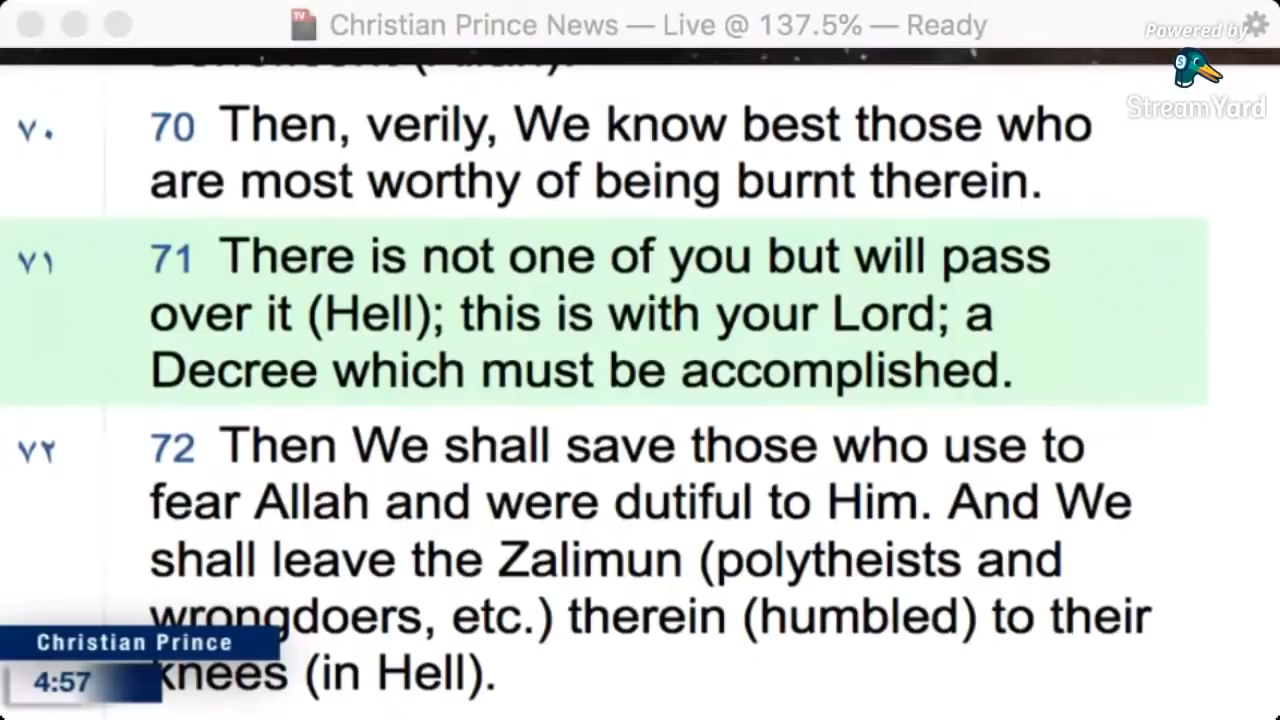 TV Christian Prince News — Live @ 137.5% — Ready
Powered by
StreamYard
٧٠ 70 Then, verily, We know best those who
are most worthy of being burnt therein.
٧١ 71 There is not one of you but will pass
over it (Hell); this is with your Lord; a
Decree which must be accomplished.
٧٢ 72 Then We shall save those who use to
fear Allah and were dutiful to Him. And We
shall leave the Zalimun (polytheists and
wrongdoers, etc.) therein (humbled) to their
knees (in Hell).
Christian Prince
4:57